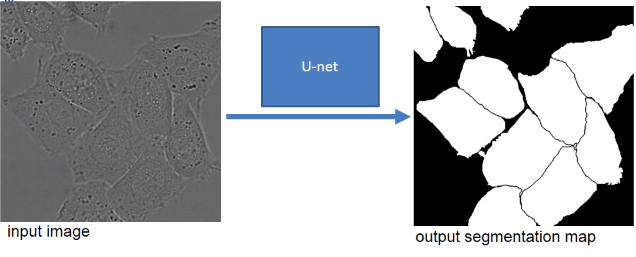 U-net
input image
output segmentation map